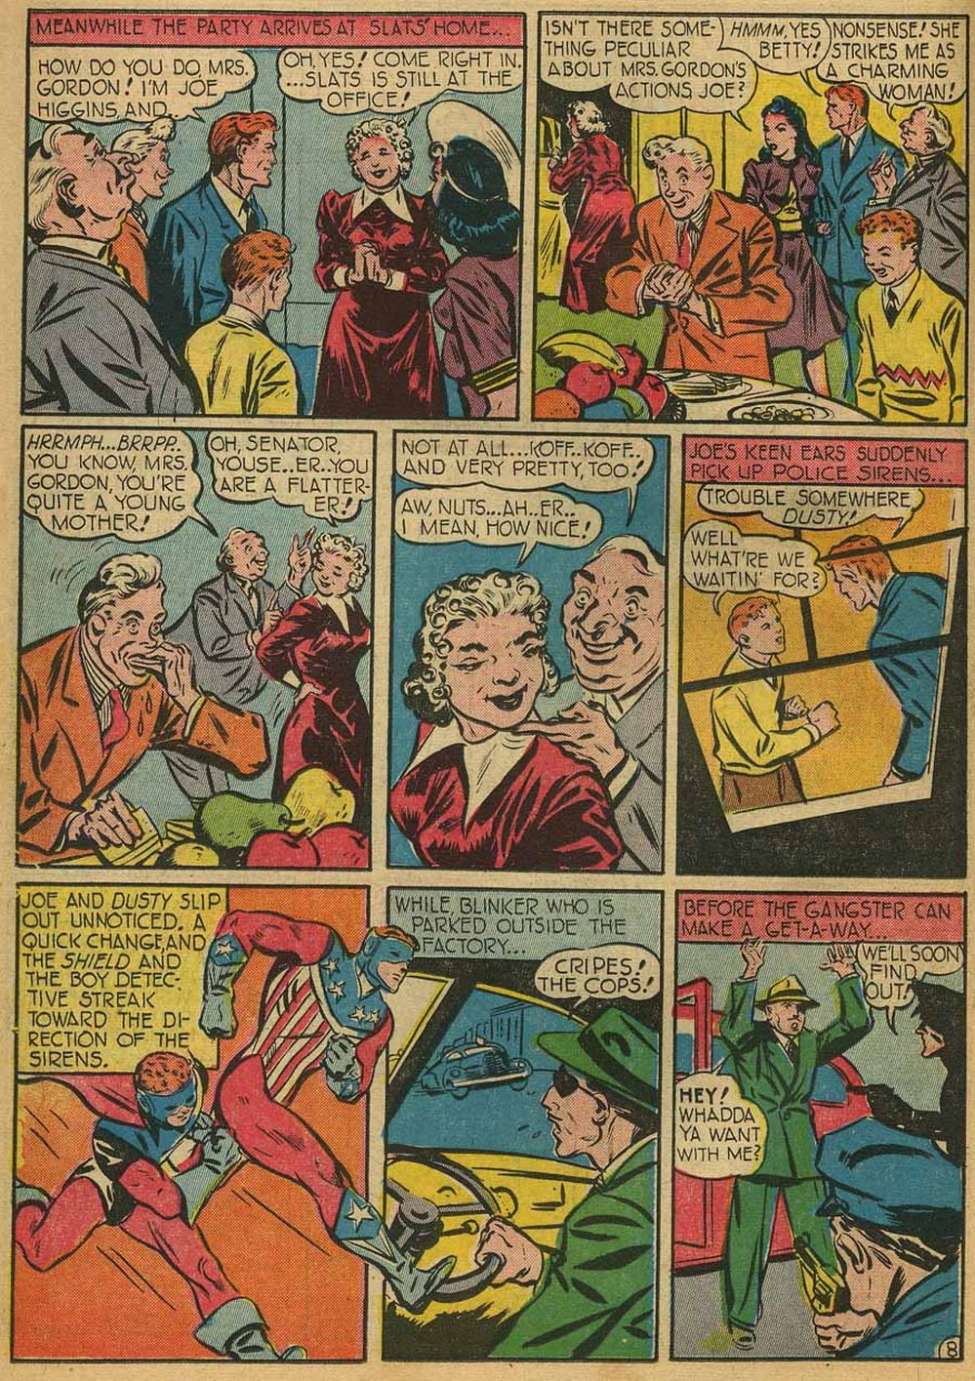 MEANWHILE THE PARTY ARRIVES AT SLATS' HOME...
HOW DO YOU DO, MRS.
GORDON! I'M JOE
HIGGINS, AND..
OH, YES! COME RIGHT IN.
...SLATS IS STILL AT THE
OFFICE!
ISN'T THERE SOME-
THING PECULIAR
ABOUT MRS. GORDON'S
ACTIONS JOE?
HMMM, YES
BETTY!
NONSENSE! SHE
STRIKES ME AS
A CHARMING
WOMAN!
HRRMPH...BRRPP..
YOU KNOW, MRS.
GORDON, YOU'RE
QUITE A YOUNG
MOTHER!
OH, SENATOR,
YOUSE..ER..YOU
ARE A FLATTER-
ER!
NOT AT ALL...KOFF..KOFF..
AND VERY PRETTY, TOO!
AW, NUTS...AH..ER..
I MEAN, HOW NICE!
JOE'S KEEN EARS SUDDENLY
PICK UP POLICE SIRENS...
TROUBLE SOMEWHERE,
DUSTY!
WELL
WHAT'RE WE
WAITIN' FOR?
JOE AND DUSTY SLIP
OUT UNNOTICED. A
QUICK CHANGE, AND
THE SHIELD AND
THE BOY DETEC-
TIVE STREAK
TOWARD THE DI-
RECTION OF THE
SIRENS.
WHILE BLINKER WHO IS
PARKED OUTSIDE THE
FACTORY...
CRIPES!
THE COPS!
BEFORE THE GANGSTER CAN
MAKE A GET-A-WAY...
WE'LL SOON
FIND
OUT!
HEY!
WHADDA
YA WANT
WITH ME?
8